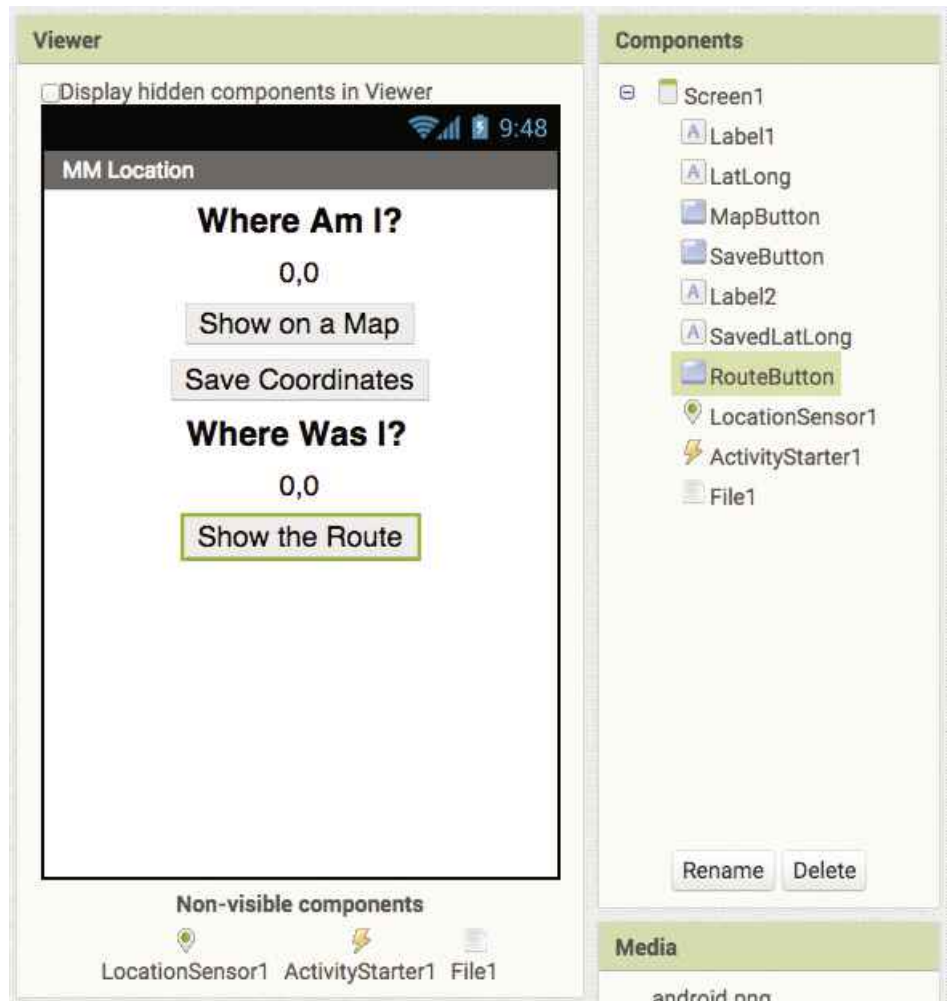 Viewer
Display hidden components in Viewer
9:48
MM Location
Where Am I?
0,0
Show on a Map
Save Coordinates
Where Was I?
0,0
Show the Route
Non-visible components
LocationSensor1 ActivityStarter1 File1
Components
Screen1
A Label1
A LatLong
MapButton
SaveButton
A Label2
A SavedLatLong
RouteButton
LocationSensor1
ActivityStarter1
File1
Rename Delete
Media
android.png